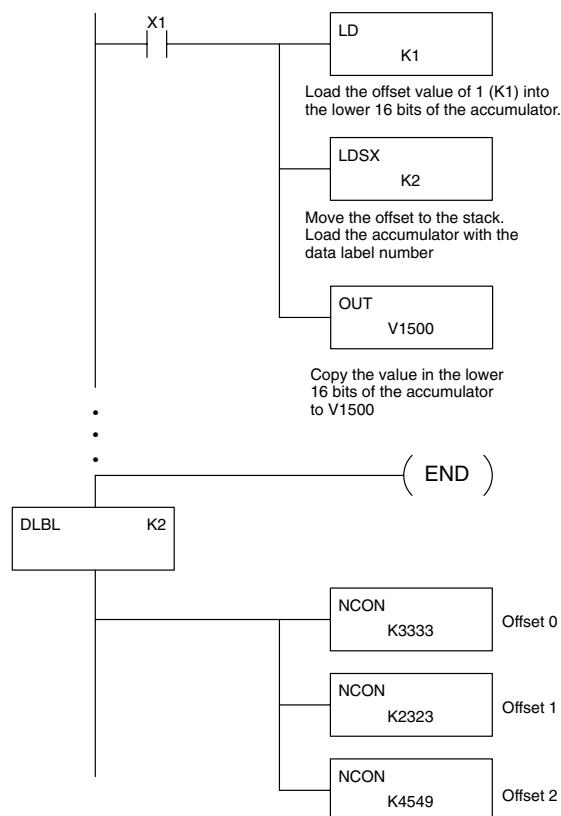 X1
LD
K1
Load the offset value of 1 (K1) into
the lower 16 bits of the accumulator.
LDSX
K2
Move the offset to the stack.
Load the accumulator with the
data label number
OUT
V1500
Copy the value in the lower
16 bits of the accumulator
to V1500
END
DLBL K2
NCON
K3333
Offset 0
NCON
K2323
Offset 1
NCON
K4549
Offset 2